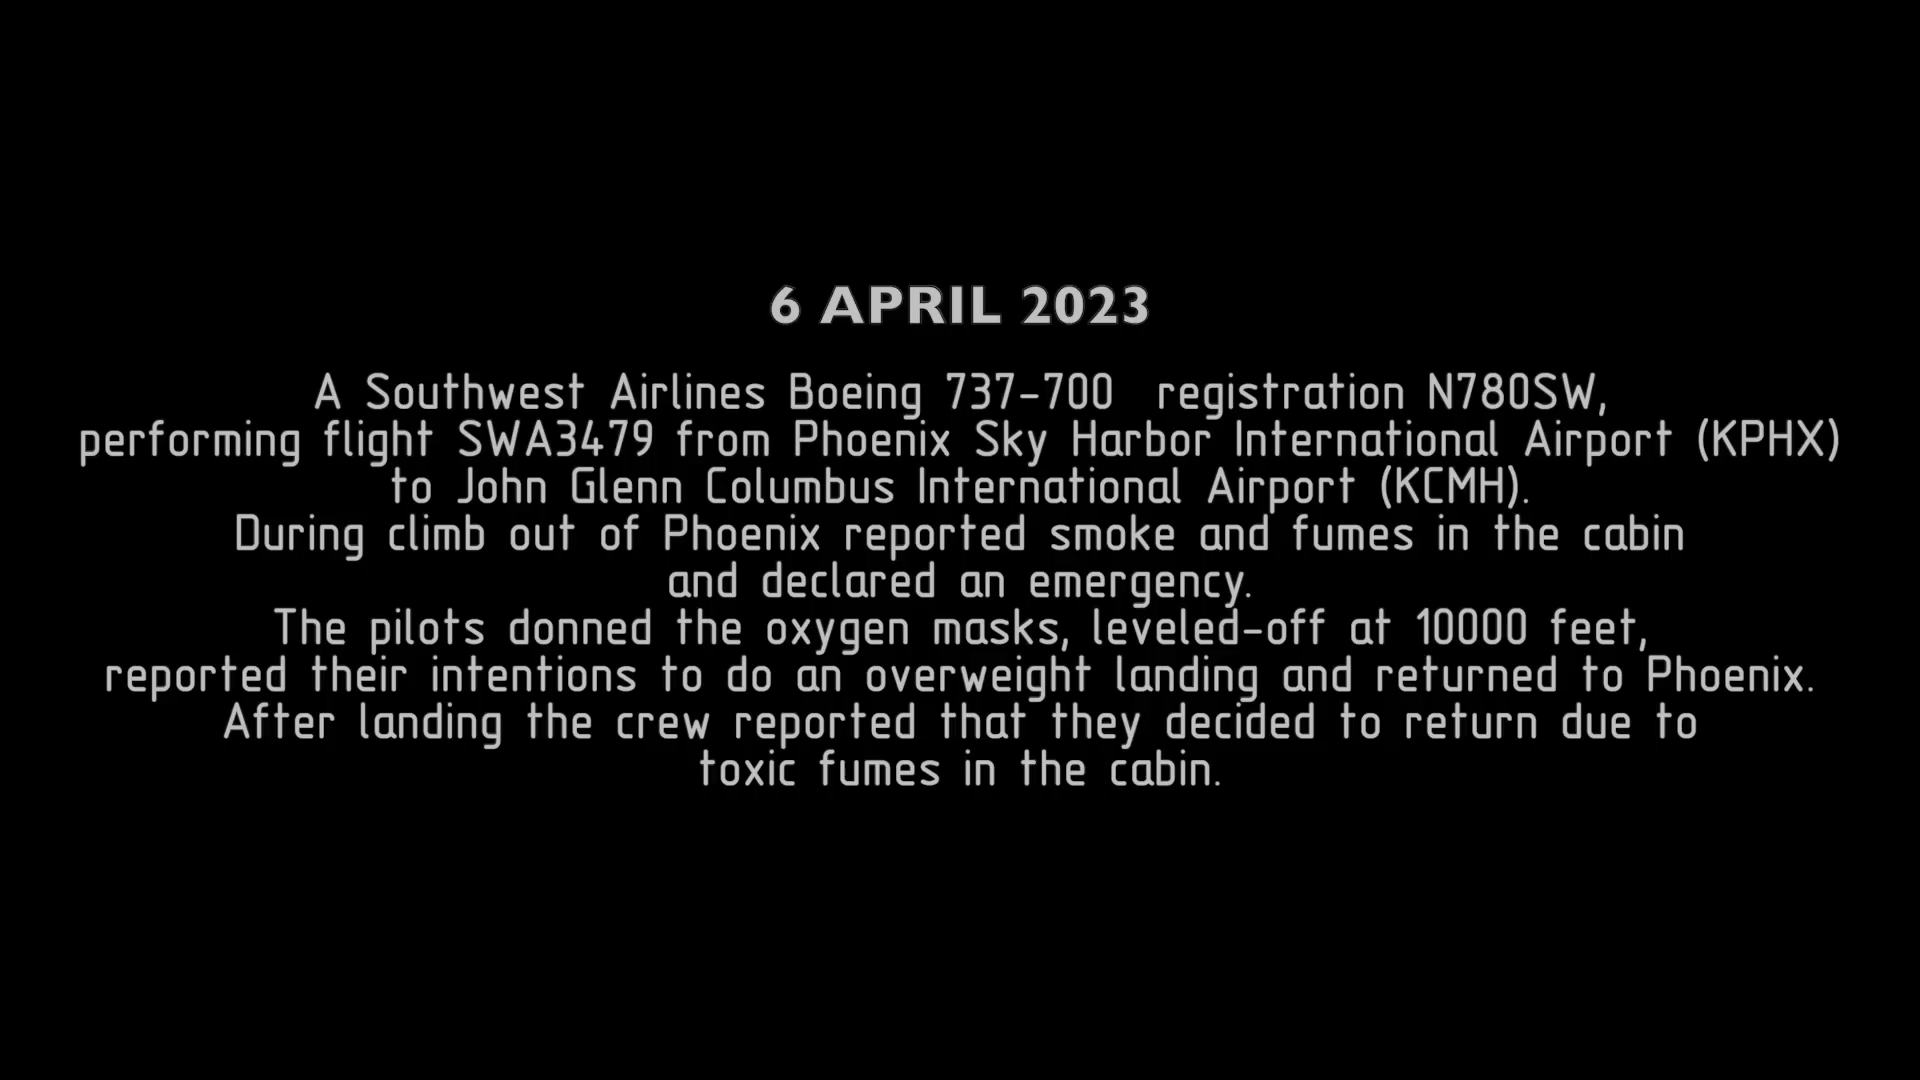 6 APRIL 2023
A Southwest Airlines Boeing 737-700 registration N780SW,
performing flight SWA3479 from Phoenix Sky Harbor International Airport (KPHX)
to John Glenn Columbus International Airport (KCMH).
During climb out of Phoenix reported smoke and fumes in the cabin
and declared an emergency.
The pilots donned the oxygen masks, leveled-off at 10000 feet,
reported their intentions to do an overweight landing and returned to Phoenix.
After landing the crew reported that they decided to return due to
toxic fumes in the cabin.